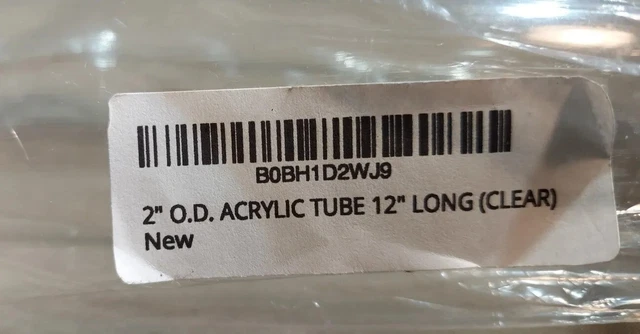 B0BH1D2WJ9
2" O.D. ACRYLIC TUBE 12" LONG (CLEAR)
New